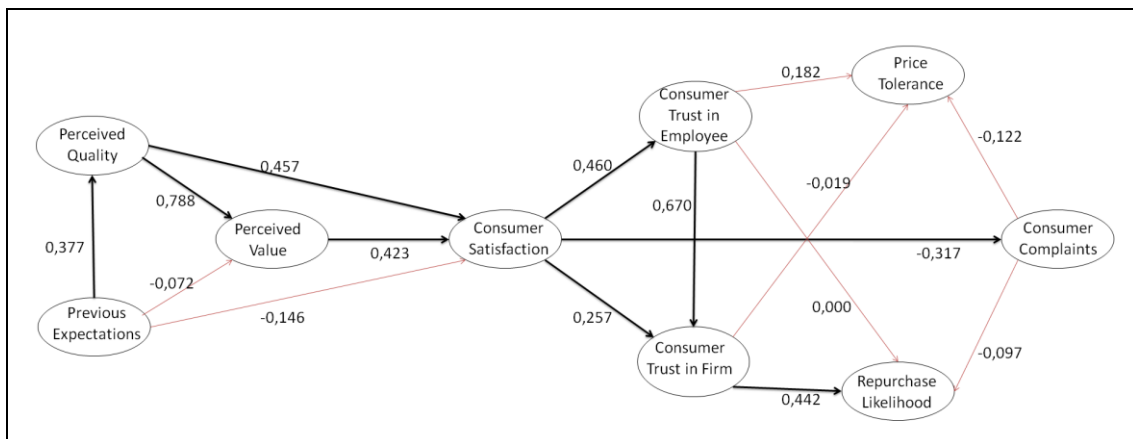 Price
Tolerance
0,182
Consumer
Trust in
Employee
Perceived
Quality
-0,122
0,457
0,460
-0,019
0,788
0,670
Perceived
Value
Consumer
Satisfaction
Consumer
Complaints
0,377
0,423
-0,317
-0,072
Previous
Expectations
-0,146
0,257
0,000
Consumer
Trust in Firm
-0,097
Repurchase
Likelihood
0,442